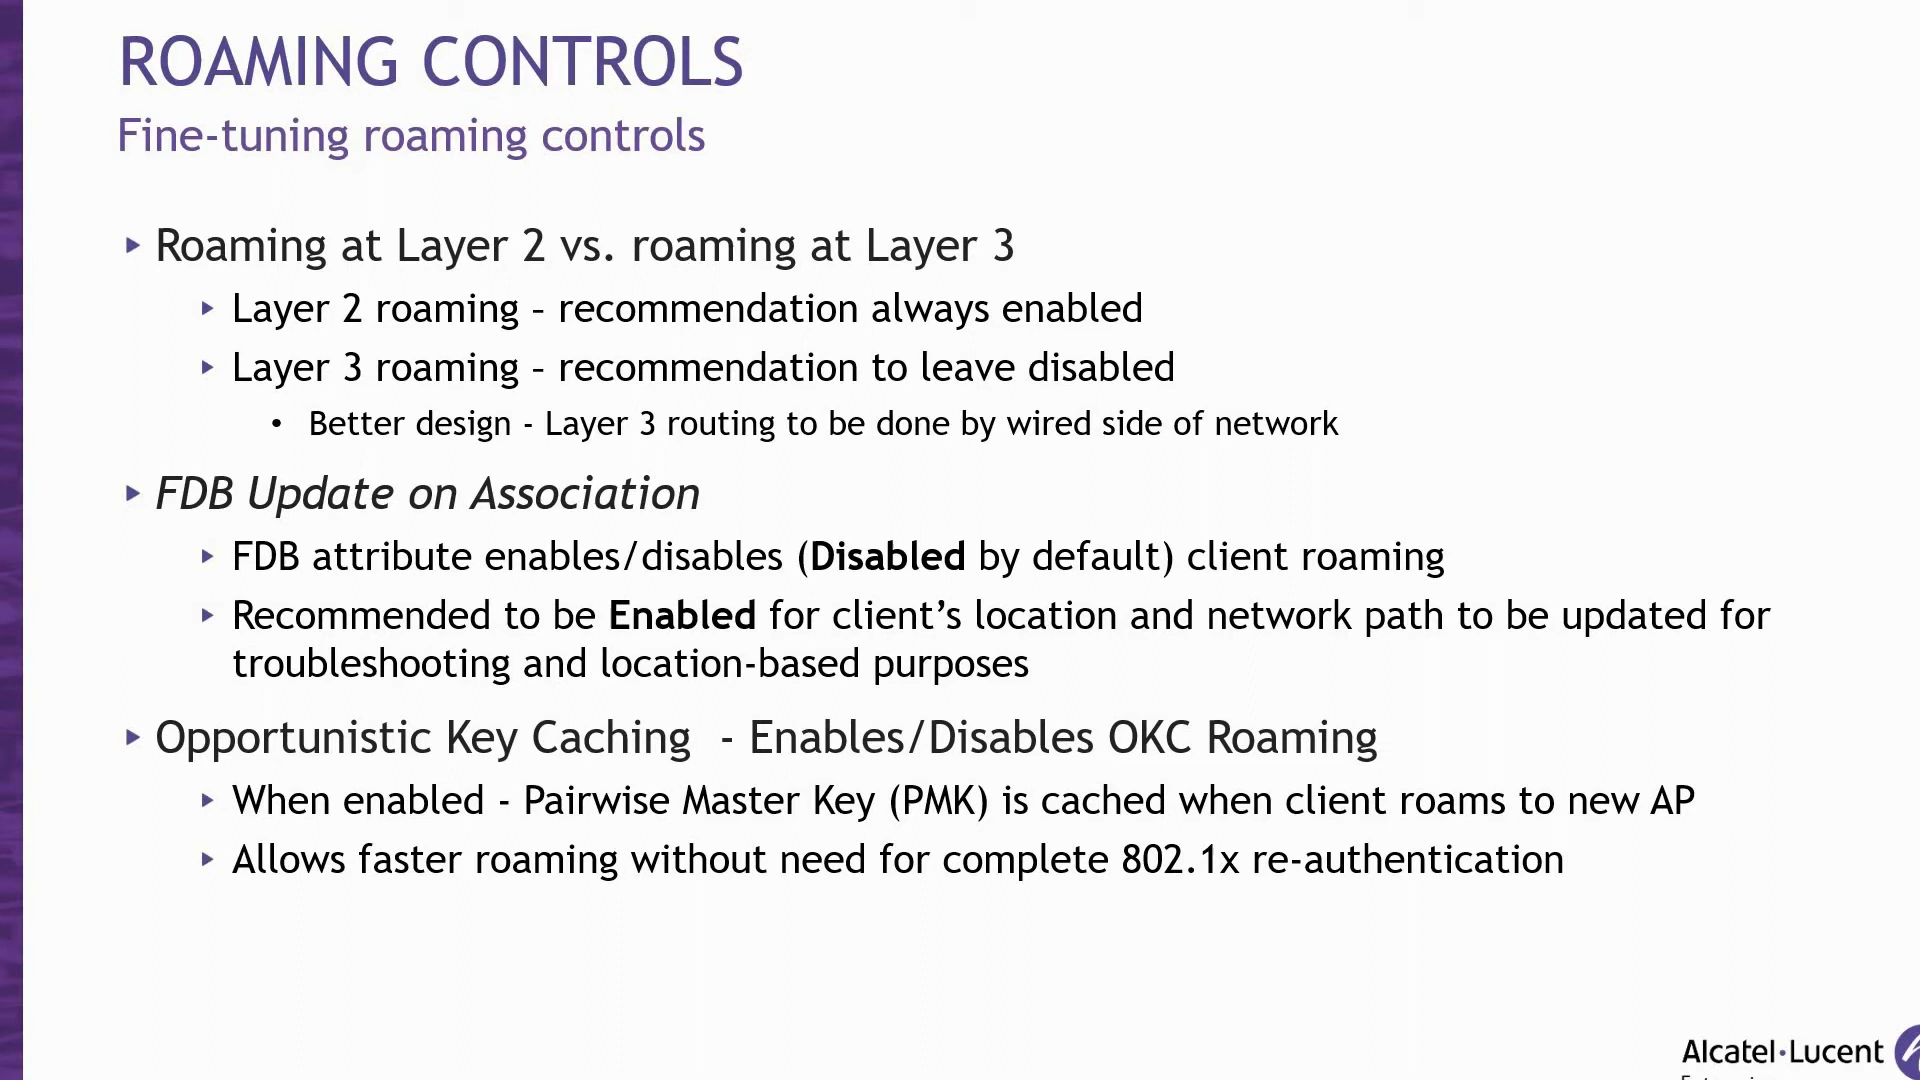 ROAMING CONTROLS
Fine-tuning roaming controls
Roaming at Layer 2 vs. roaming at Layer 3
Layer 2 roaming – recommendation always enabled
Layer 3 roaming – recommendation to leave disabled
• Better design - Layer 3 routing to be done by wired side of network
FDB Update on Association
FDB attribute enables/disables (Disabled by default) client roaming
Recommended to be Enabled for client’s location and network path to be updated for
troubleshooting and location-based purposes
Opportunistic Key Caching - Enables/Disables OKC Roaming
When enabled - Pairwise Master Key (PMK) is cached when client roams to new AP
Allows faster roaming without need for complete 802.1x re-authentication
Alcatel·Lucent